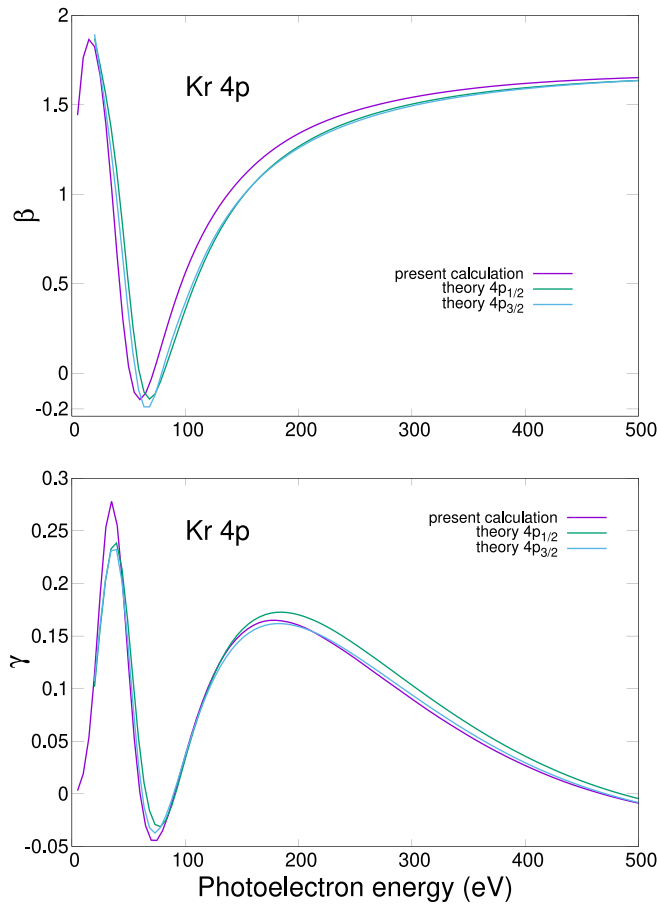 2
Kr 4p
1.5
1
β
present calculation
theory 4p1/2
0.5
theory 4p3/2
0
-0.2
0 100 200 300 400 500
0.3
present calculation
0.25
Kr 4p
theory 4p1/2
theory 4p3/2
0.2
0.15
γ
0.1
0.05
0
-0.05
0 100 200 300 400 500
Photoelectron energy (eV)